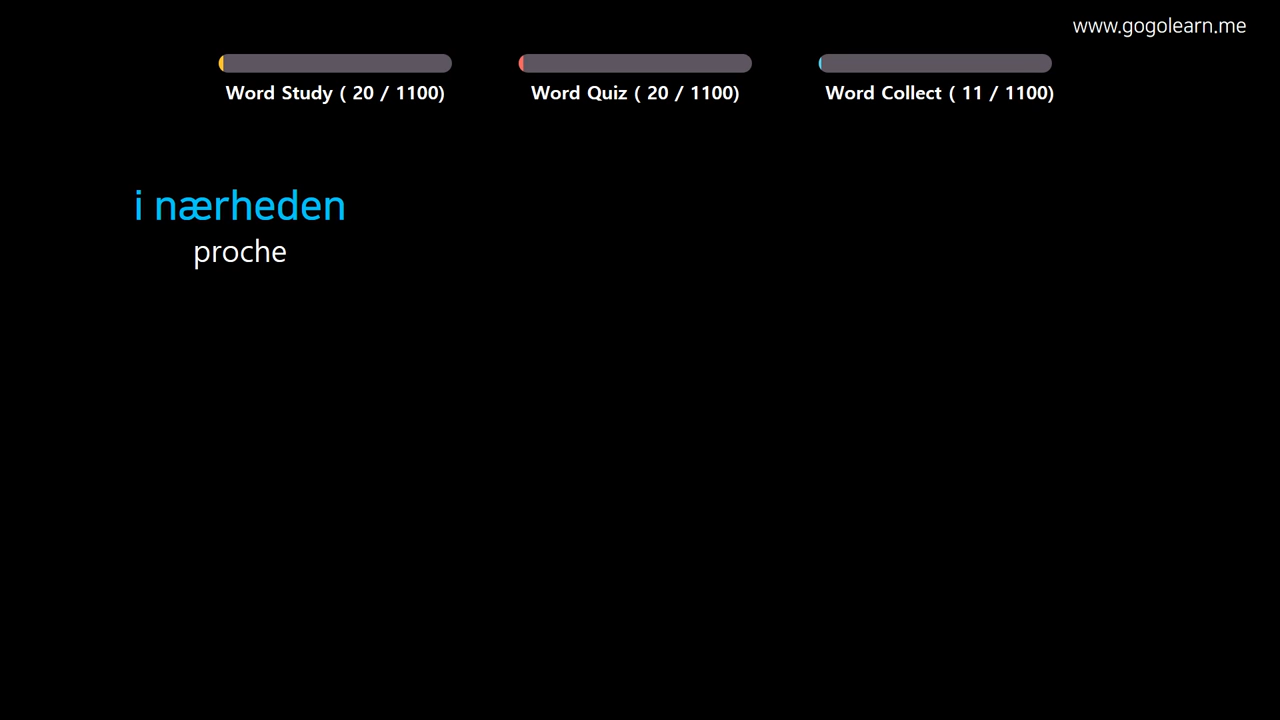 www.gogolearn.me
Word Study ( 20 / 1100)
Word Quiz ( 20 / 1100)
Word Collect ( 11 / 1100)
i nærheden
proche